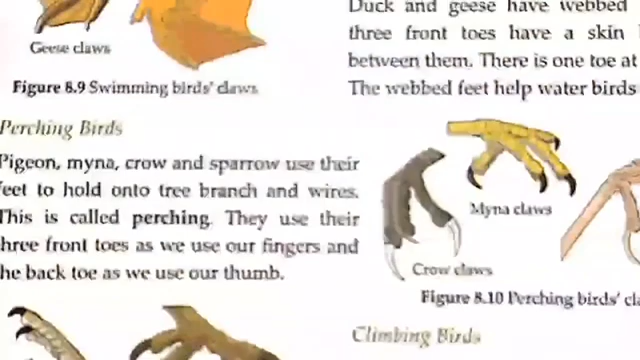 Geese claws
Figure 8.9 Swimming birds' claws
Perching Birds
Pigeon, myna, crow and sparrow use their
feet to hold onto tree branch and wires.
This is called perching. They use their
three front toes as we use our fingers and
the back toe as we use our thumb.
Duck and geese have webbed
three front toes have a skin
between them. There is one toe at
The webbed feet help water birds
Myna claws
Crow claws
Figure 8.10 Perching birds'
Climbing Birds